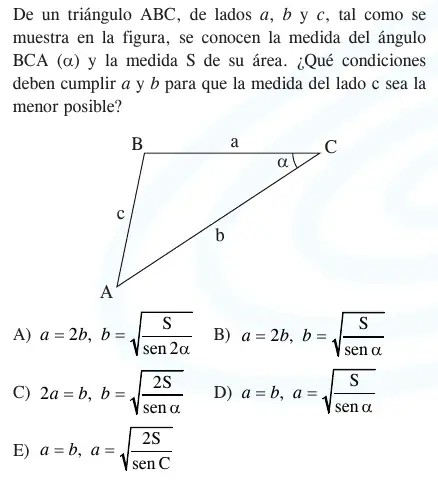 De un triángulo ABC, de lados a, b y c, tal como se
muestra en la figura, se conocen la medida del ángulo
BCA (α) y la medida S de su área. ¿Qué condiciones
deben cumplir a y b para que la medida del lado c sea la
menor posible?
B a C
α
c
b
A
A) a = 2b, b = √(S / sen 2α) B) a = 2b, b = √(S / sen α)
C) 2a = b, b = √(2S / sen α) D) a = b, a = √(S / sen α)
E) a = b, a = √(2S / sen C)